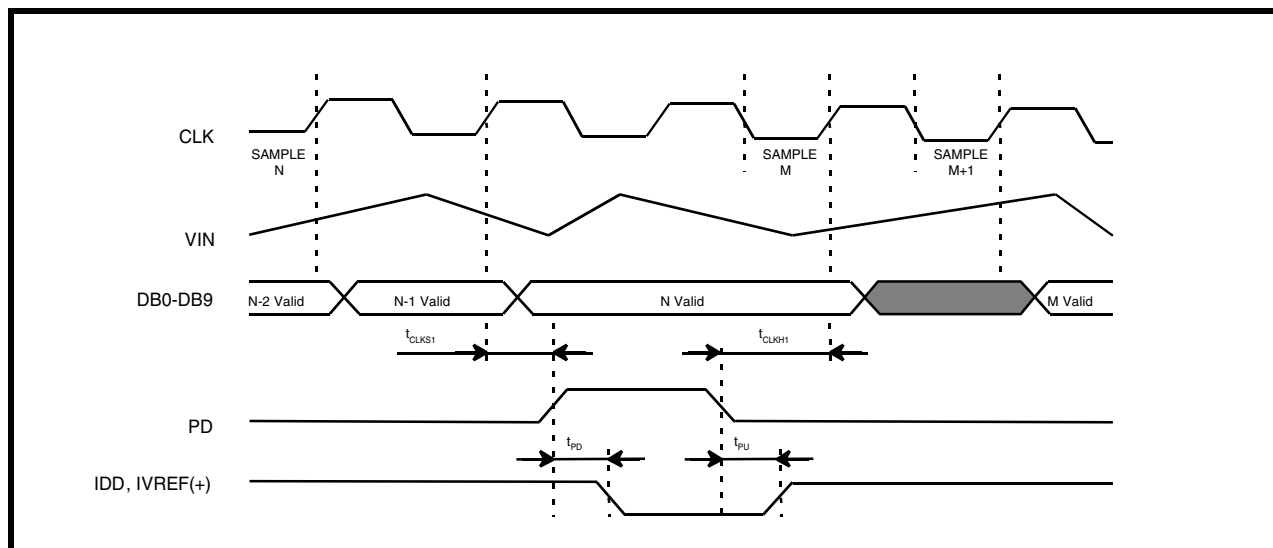 CLK
SAMPLE
N
SAMPLE
M
SAMPLE
M+1
VIN
DB0-DB9
N-2 Valid
N-1 Valid
N Valid
M Valid
tCLKS1
tCLKH1
PD
tPD
tPU
IDD, IVREF(+)